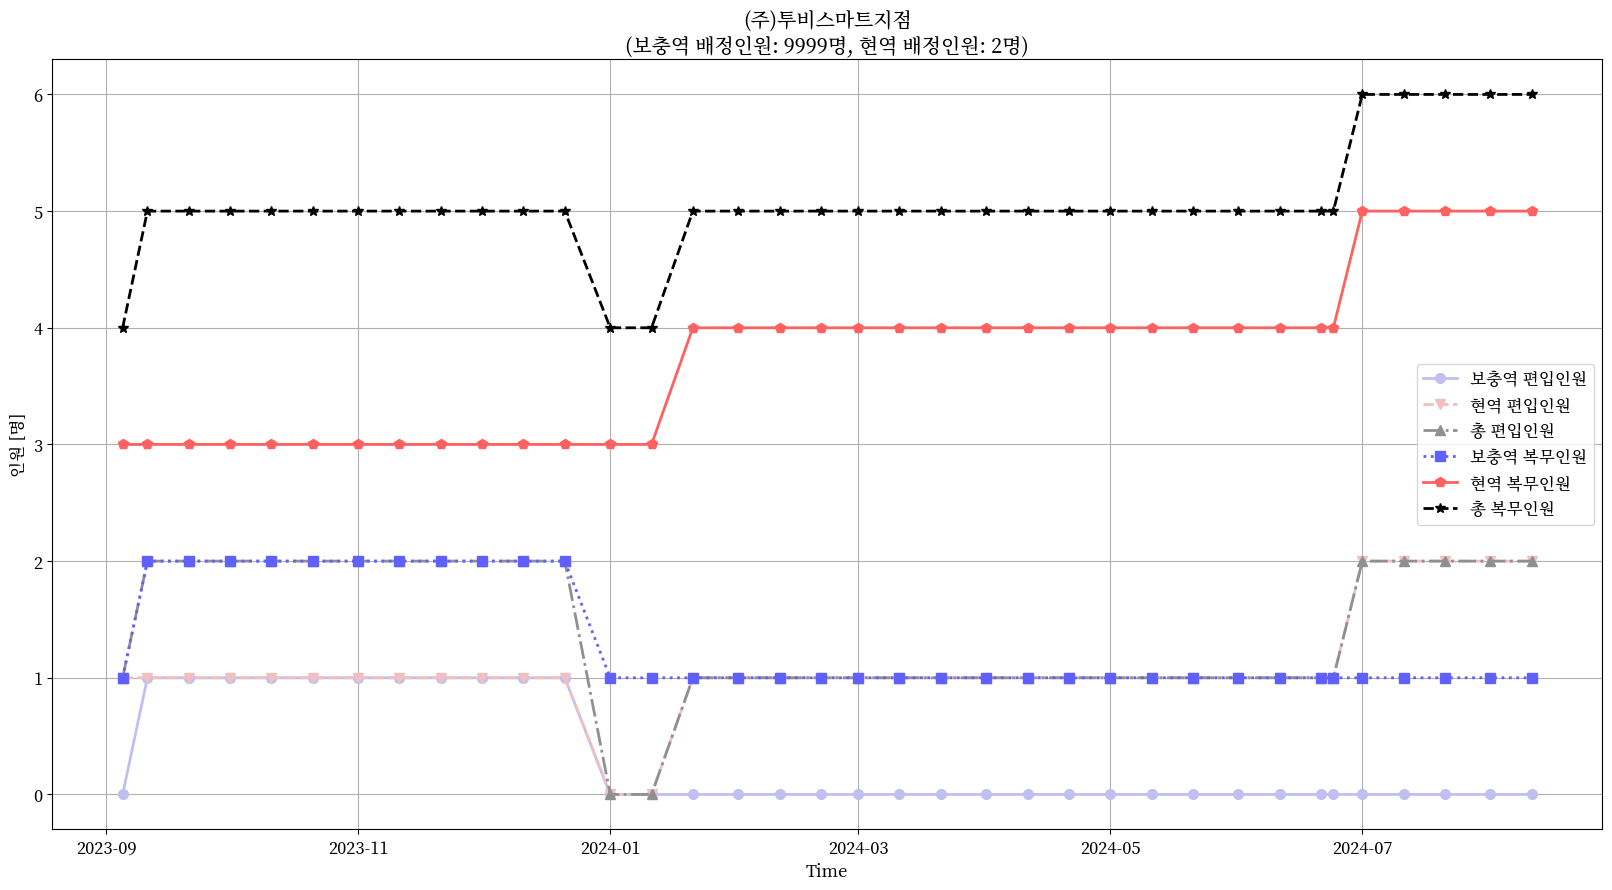 (주)투비스마트지점
(보충역 배정인원: 9999명, 현역 배정인원: 2명)
인원 [명]
6
5
4
3
2
1
0
보충역 편입인원
현역 편입인원
총 편입인원
보충역 복무인원
현역 복무인원
총 복무인원
2023-09
2023-11
2024-01
2024-03
2024-05
2024-07
Time